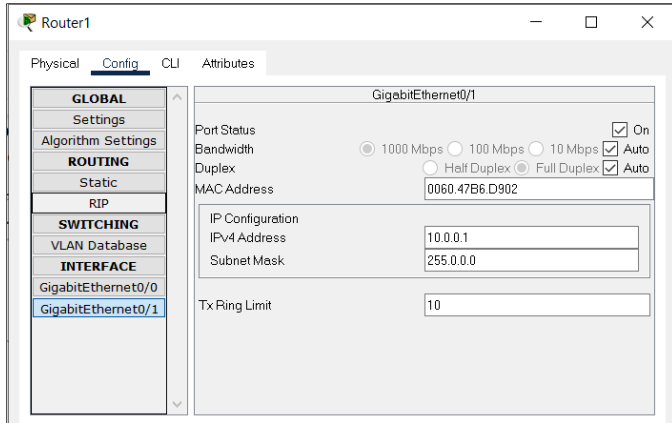 Router1
Physical Config CLI Attributes
GLOBAL
Settings
Algorithm Settings
ROUTING
Static
RIP
SWITCHING
VLAN Database
INTERFACE
GigabitEthernet0/0
GigabitEthernet0/1
GigabitEthernet0/1
Port Status On
Bandwidth 1000 Mbps 100 Mbps 10 Mbps Auto
Duplex Half Duplex Full Duplex Auto
MAC Address 0060.47B6.D902
IP Configuration
IPv4 Address 10.0.0.1
Subnet Mask 255.0.0.0
Tx Ring Limit 10